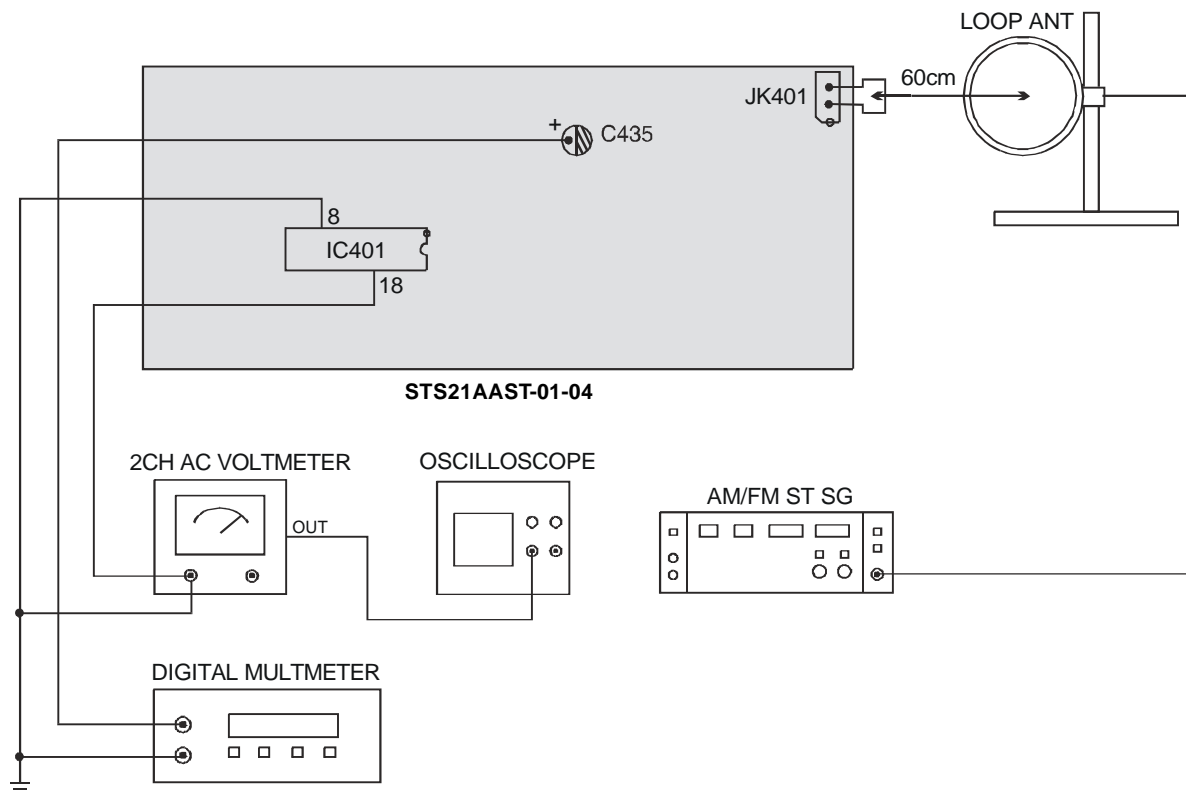 LOOP ANT
60cm
JK401
+
C435
8
IC401
18
STS21AAST-01-04
2CH AC VOLTMETER
OSCILLOSCOPE
AM/FM ST SG
OUT
DIGITAL MULTMETER